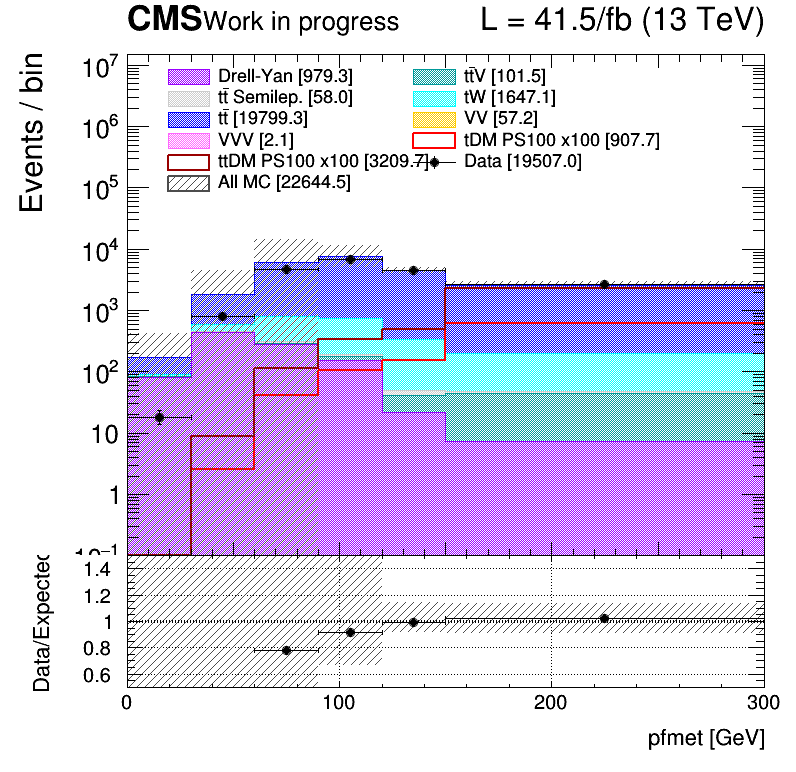 CMS Work in progress L = 41.5/fb (13 TeV)
Events / bin
10⁷
10⁶
10⁵
10⁴
10³
10²
10
1
10⁻¹
Drell-Yan [979.3] tt̄V [101.5]
tt̄ Semilep. [58.0] tW [1647.1]
tt̄ [19799.3] VV [57.2]
VVV [2.1] tDM PS100 x100 [907.7]
ttDM PS100 x100 [3209.7] Data [19507.0]
All MC [22644.5]
Data/Expected
1.4
1.2
1
0.8
0.6
0 100 200 300
pfmet [GeV]